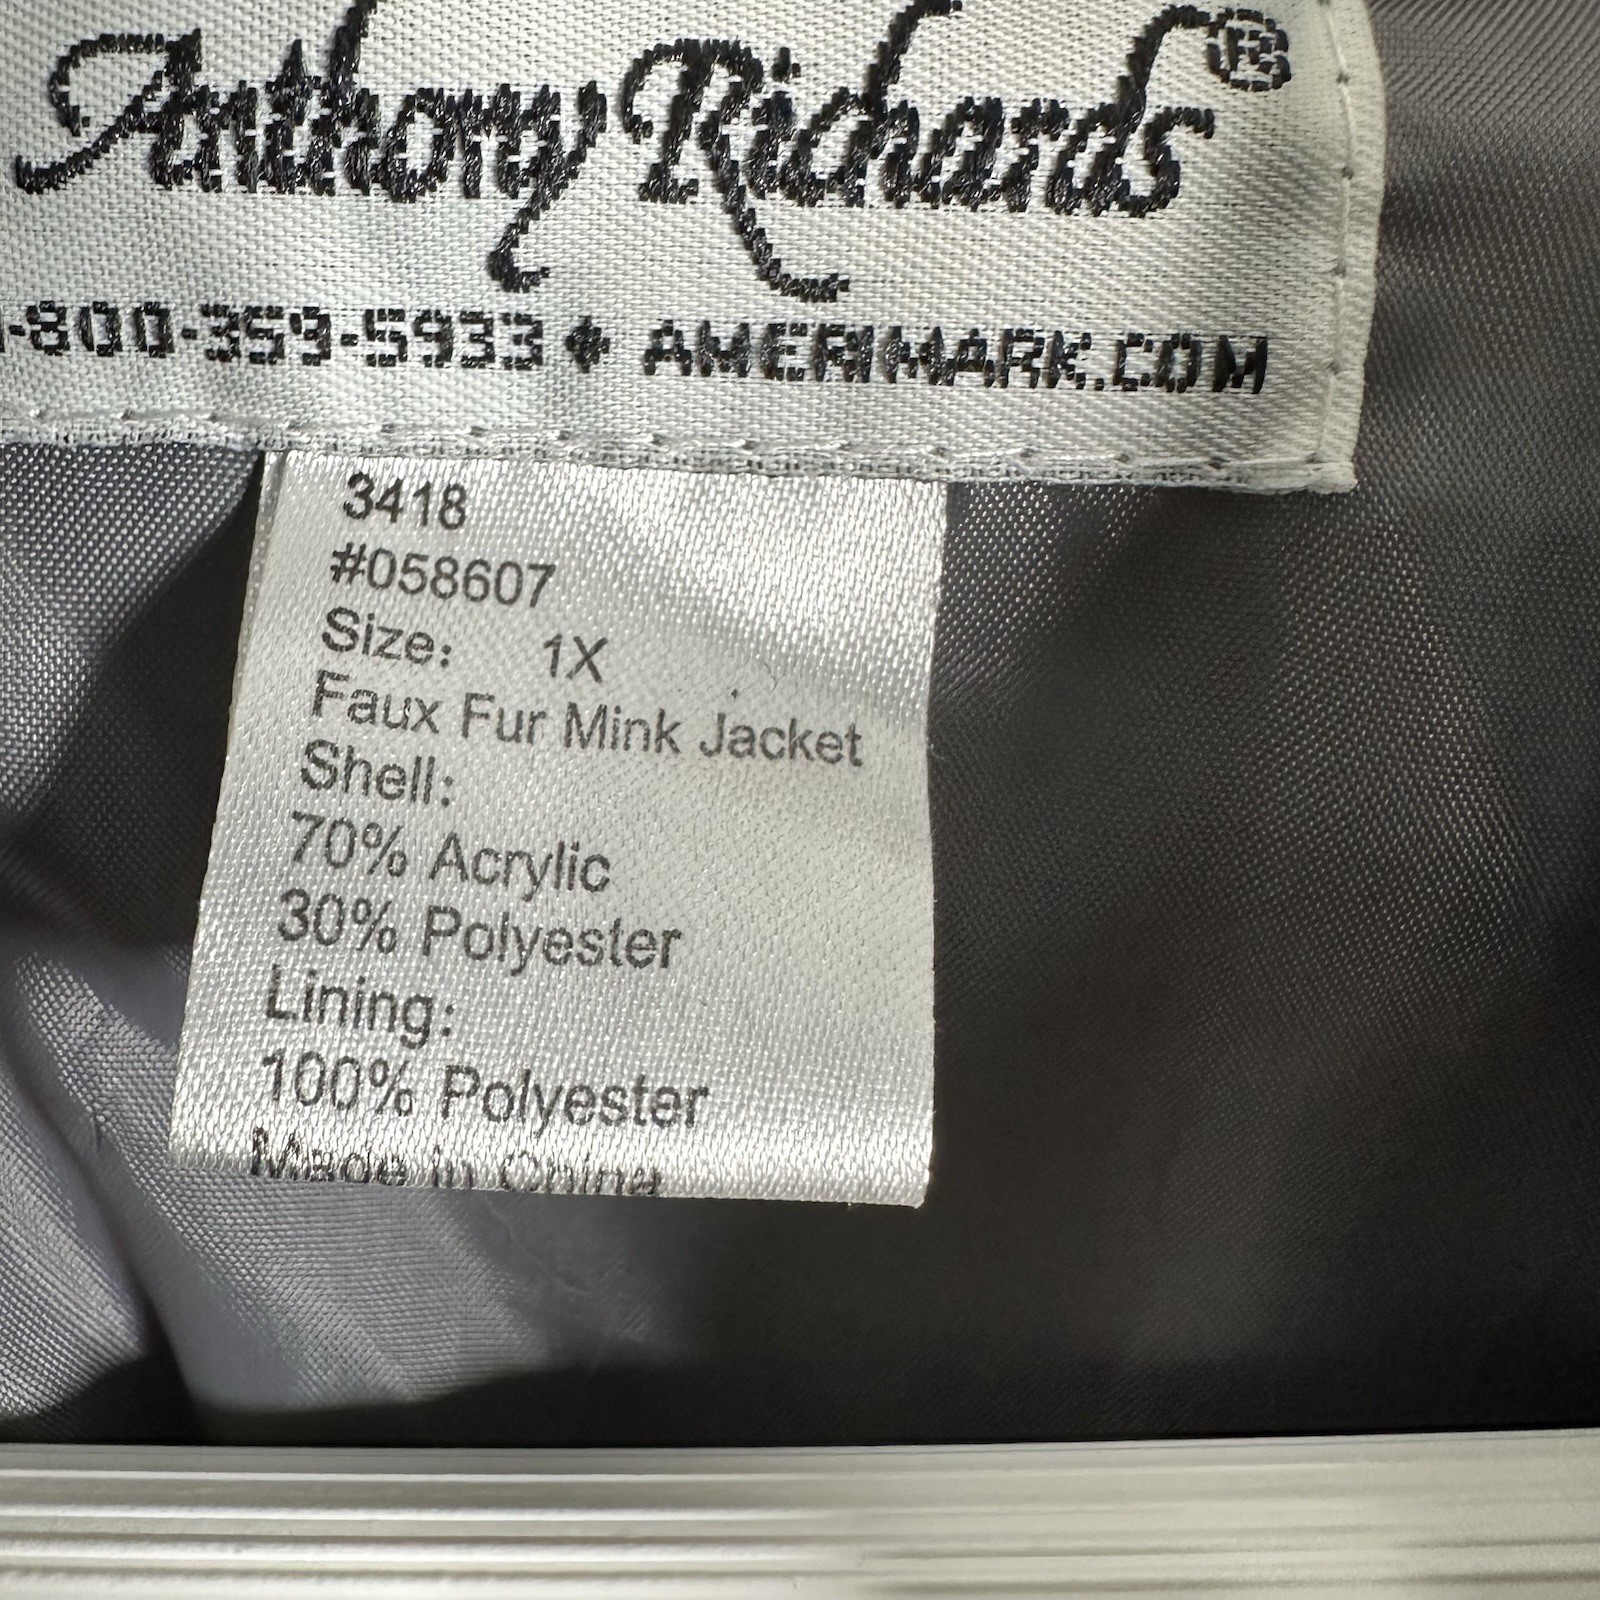 Anthony Richards®
1-800-359-5933 ♦ AMERIMARK.COM
3418
#058607
Size: 1X
Faux Fur Mink Jacket
Shell:
70% Acrylic
30% Polyester
Lining:
100% Polyester
Made in China